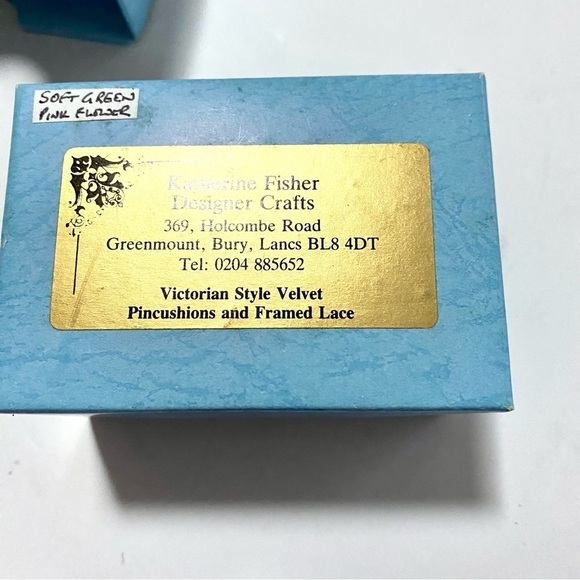 SOFT GREEN
PINK FLOWER
Katherine Fisher
Designer Crafts
369, Holcombe Road
Greenmount, Bury, Lancs BL8 4DT
Tel: 0204 885652
Victorian Style Velvet
Pincushions and Framed Lace